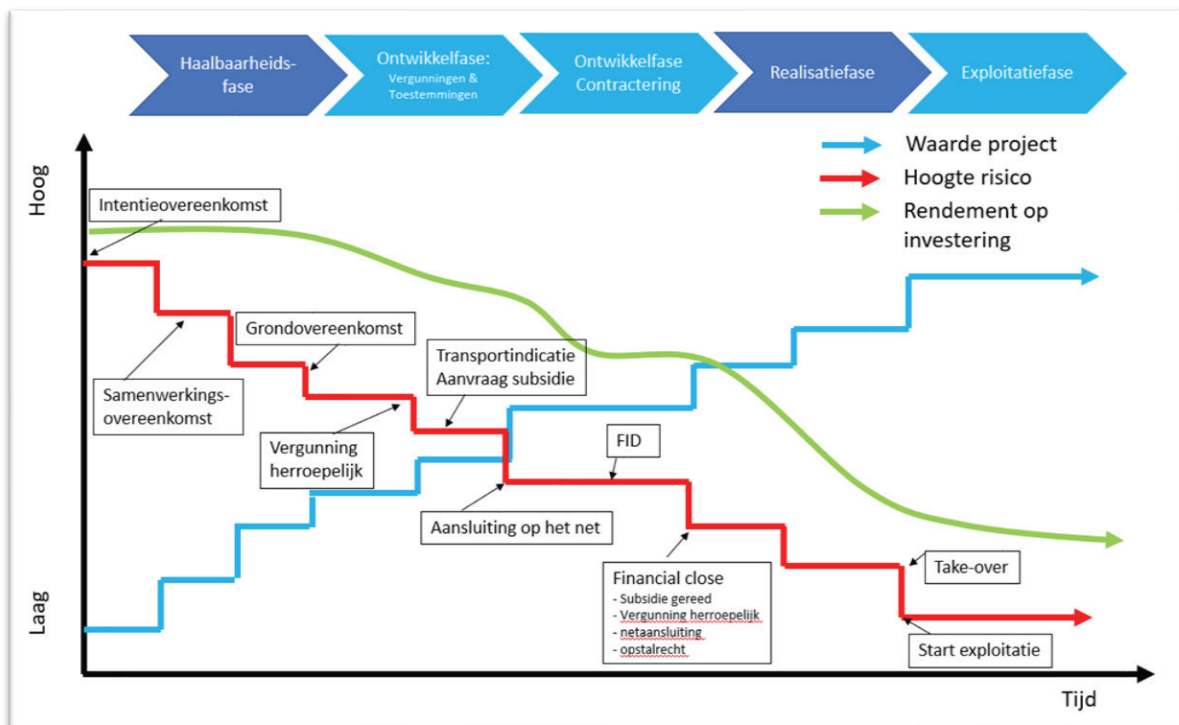 Haalbaarheids-
fase
Ontwikkelfase:
Vergunningen &
Toestemmingen
Ontwikkelfase
Contractering
Realisatiefase
Exploitatiefase
Hoog
Waarde project
Hoogte risico
Rendement op
investering
Intentieovereenkomst
Grondovereenkomst
Transportindicatie
Aanvraag subsidie
Samenwerkings-
overeenkomst
Vergunning
herroepelijk
FID
Aansluiting op het net
Financial close
- Subsidie gereed
- Vergunning herroepelijk
- netaansluiting
- opstalrecht
Take-over
Start exploitatie
Laag
Tijd